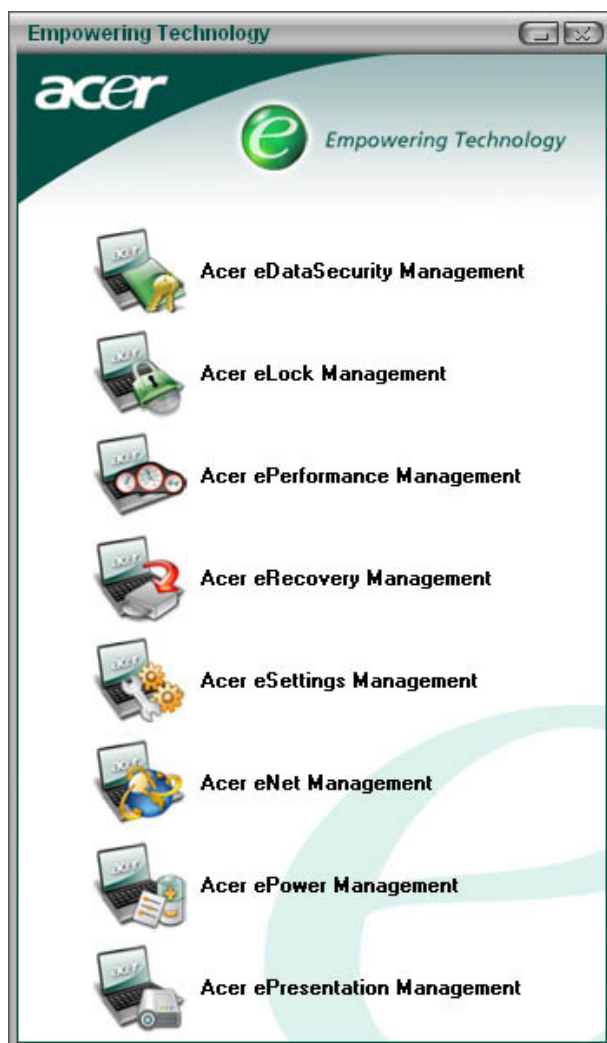 Empowering Technology
acer
e Empowering Technology
Acer eDataSecurity Management
Acer eLock Management
Acer ePerformance Management
Acer eRecovery Management
Acer eSettings Management
Acer eNet Management
Acer ePower Management
Acer ePresentation Management